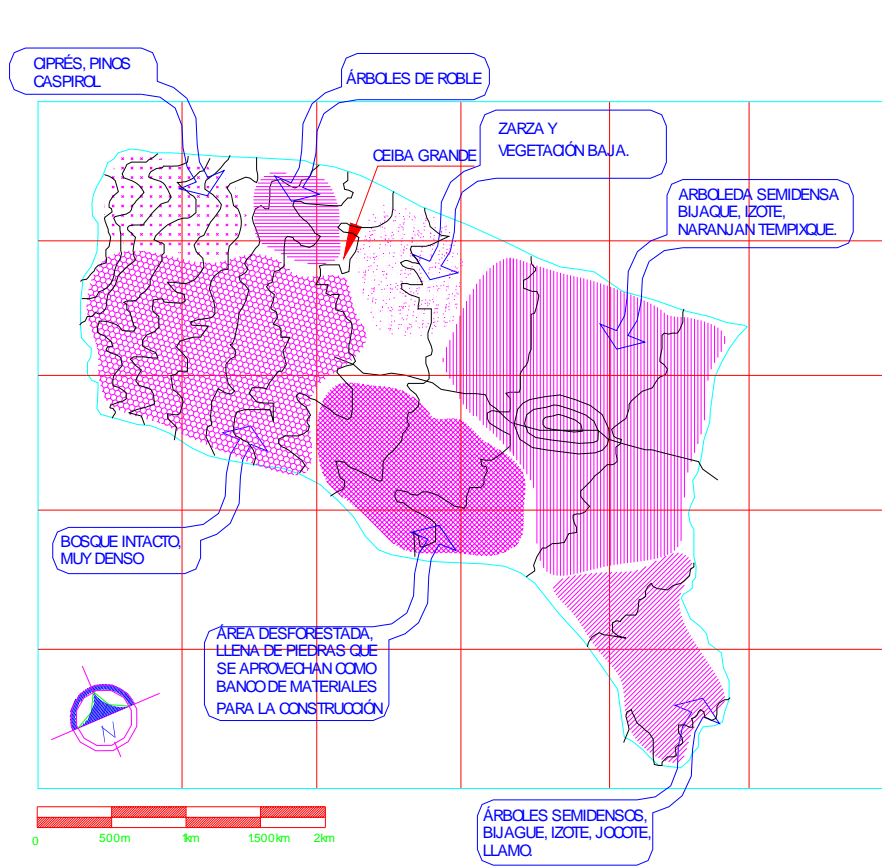 CIPRÉS, PINOS
CASPIROL
ÁRBOLES DE ROBLE
CEIBA GRANDE
ZARZA Y
VEGETACIÓN BAJA.
ARBOLEDA SEMIDENSA
BIJAQUE, IZOTE,
NARANJAN TEMPIXQUE.
BOSQUE INTACTO,
MUY DENSO
ÁREA DESFORESTADA,
LLENA DE PIEDRAS QUE
SE APROVECHAN COMO
BANCO DE MATERIALES
PARA LA CONSTRUCCIÓN
N
0 500m 1km 1500km 2km
ÁRBOLES SEMIDENSOS,
BIJAGUE, IZOTE, JOCOTE,
LLAMO.